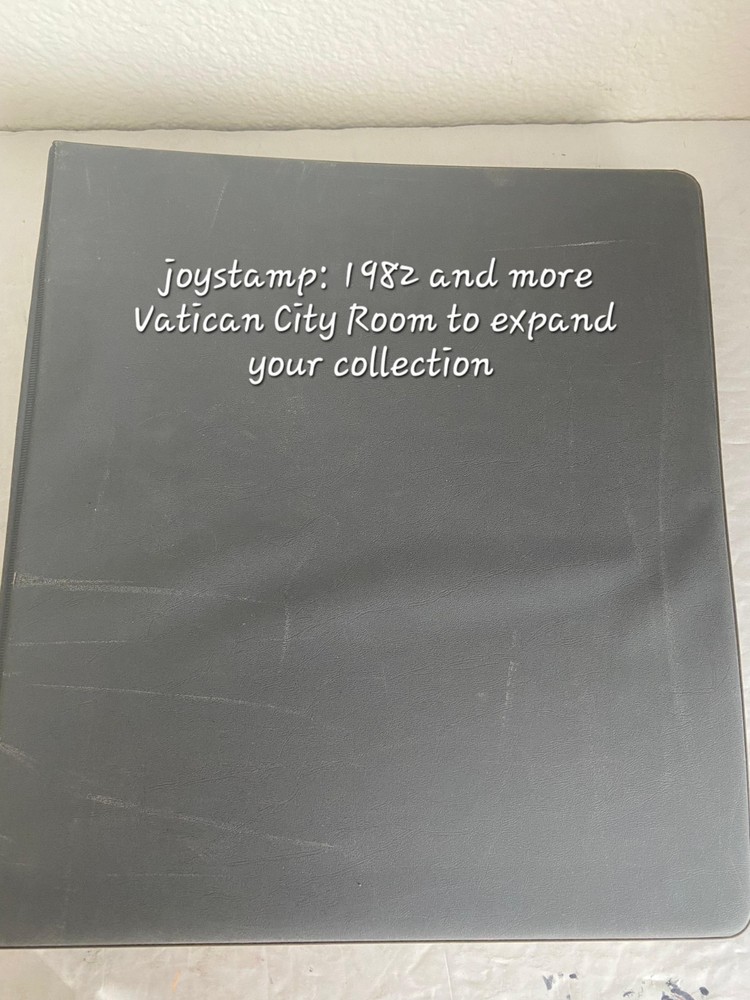 joystamp: 1982 and more
Vatican City Room to expand
your collection